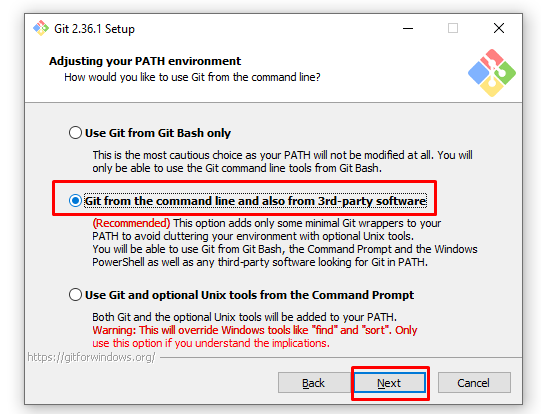 Git 2.36.1 Setup
Adjusting your PATH environment
How would you like to use Git from the command line?
Use Git from Git Bash only
This is the most cautious choice as your PATH will not be modified at all. You will
only be able to use the Git command line tools from Git Bash.
Git from the command line and also from 3rd-party software
(Recommended) This option adds only some minimal Git wrappers to your
PATH to avoid cluttering your environment with optional Unix tools.
You will be able to use Git from Git Bash, the Command Prompt and the Windows
PowerShell as well as any third-party software looking for Git in PATH.
Use Git and optional Unix tools from the Command Prompt
Both Git and the optional Unix tools will be added to your PATH.
Warning: This will override Windows tools like "find" and "sort". Only
use this option if you understand the implications.
https://gitforwindows.org/
Back Next Cancel